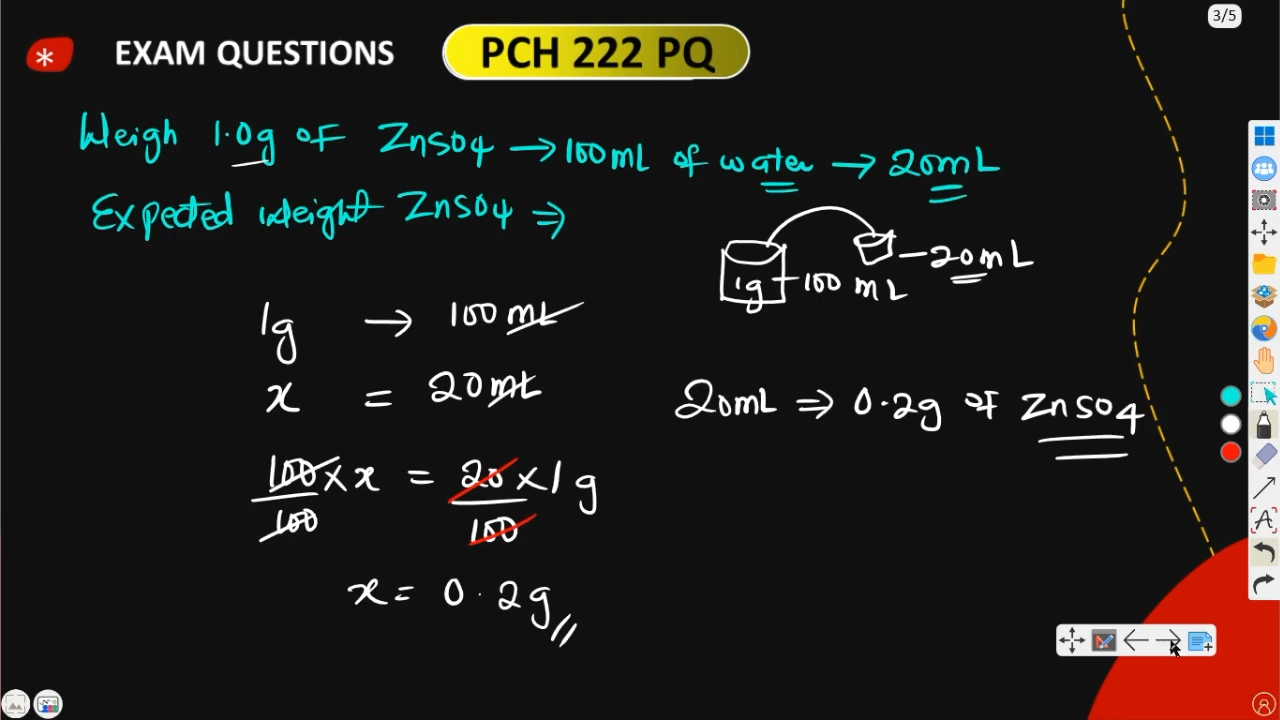 3/5
* EXAM QUESTIONS PCH 222 PQ
Weigh 1.0g of ZnSO4 → 100mL of water → 20mL
Expected weight ZnSO4 ⇒
1g - 100 mL - 20mL
1g → 100 mL
x = 20mL
20mL ⇒ 0.2g of ZnSO4
100 × x = 20 × 1g
100 100
x = 0.2g